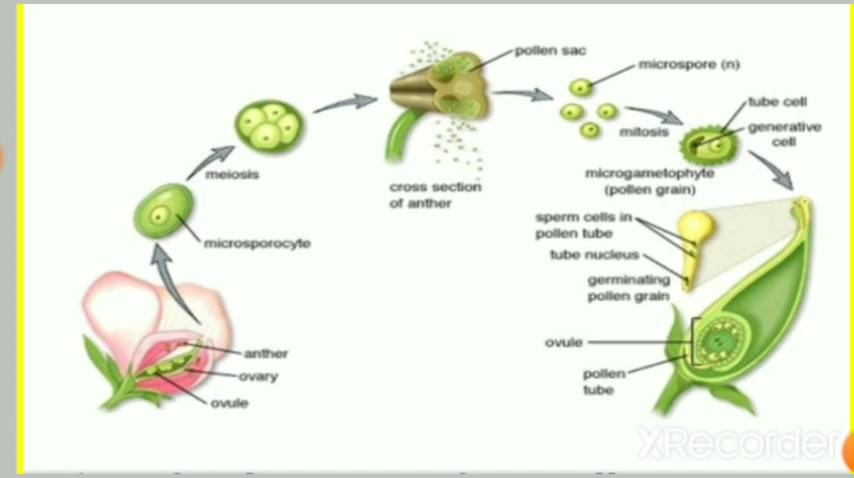 pollen sac
microspore (n)
tube cell
generative
cell
mitosis
meiosis
microgametophyte
(pollen grain)
cross section
of anther
sperm cells in
pollen tube
microsporocyte
tube nucleus
germinating
pollen grain
ovule
anther
ovary
pollen
tube
ovule
XRecorder